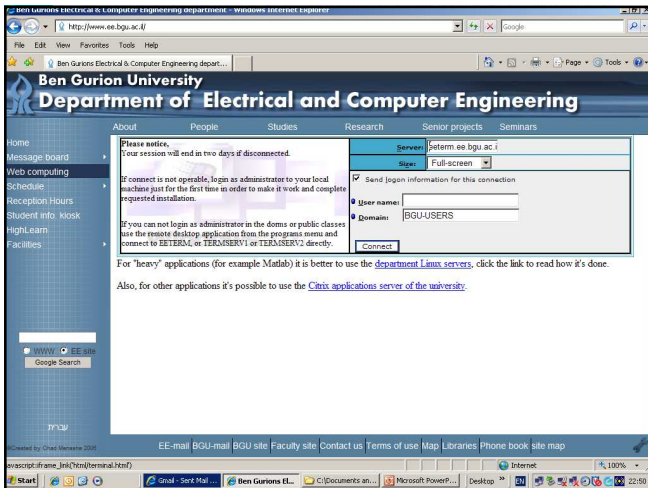 Ben Gurions Electrical & Computer Engineering department - Windows Internet Explorer
http://www.ee.bgu.ac.il/
Google
File Edit View Favorites Tools Help
Ben Gurions Electrical & Computer Engineering depart...
Page Tools
Ben Gurion University
Department of Electrical and Computer Engineering
About People Studies Research Senior projects Seminars
Home
Message board
Web computing
Schedule
Reception Hours
Student info. kiosk
HighLearn
Facilities
Please notice,
Your session will end in two days if disconnected.
If connect is not operable, login as administrator to your local
machine just for the first time in order to make it work and complete
requested installation.
If you can not login as administrator in the dorms or public classes
use the remote desktop application from the programs menu and
connect to EETERM, or TERMSERV1 or TERMSERV2 directly.
Server: eeterm.ee.bgu.ac.i
Size: Full-screen
Send logon information for this connection
User name:
Domain: BGU-USERS
Connect
For "heavy" applications (for example Matlab) it is better to use the department Linux servers, click the link to read how it's done.
Also, for other applications it's possible to use the Citrix applications server of the university.
WWW EE site
Google Search
עברית
©Created by Ohad Menashe 2006
EE-mail BGU-mail BGU site Faculty site Contact us Terms of use Map Libraries Phone book site map
avascript:iframe_link('html/terminal.html')
Internet
100%
Start
Gmail - Sent Mail ...
Ben Gurions El...
C:\Documents an...
Microsoft PowerP...
Desktop
EN
22:50